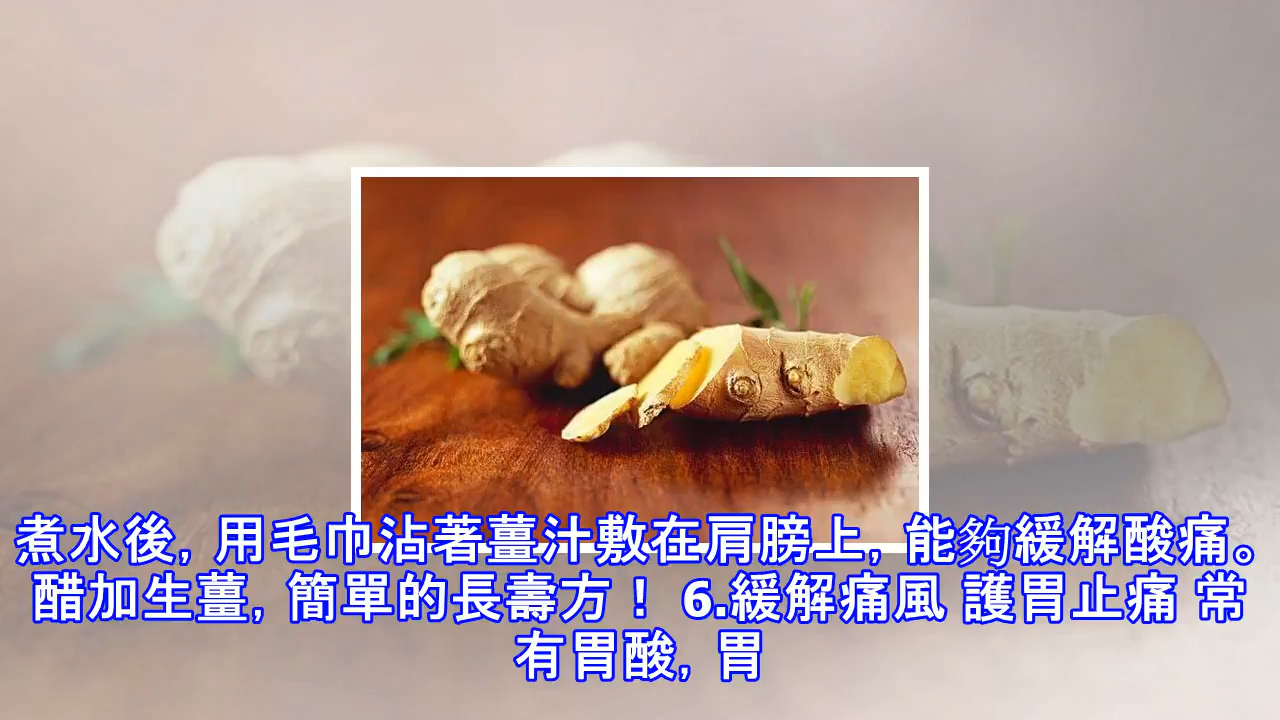 煮水後, 用毛巾沾著薑汁敷在肩膀上, 能夠緩解酸痛。
醋加生薑, 簡單的長壽方！ 6.緩解痛風 護胃止痛 常
有胃酸, 胃